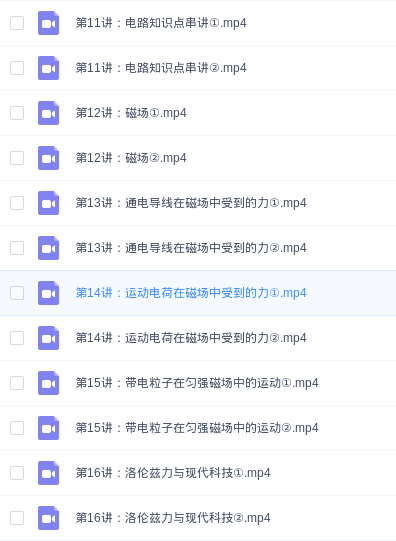 第11讲：电路知识点串讲①.mp4
第11讲：电路知识点串讲②.mp4
第12讲：磁场①.mp4
第12讲：磁场②.mp4
第13讲：通电导线在磁场中受到的力①.mp4
第13讲：通电导线在磁场中受到的力②.mp4
第14讲：运动电荷在磁场中受到的力①.mp4
第14讲：运动电荷在磁场中受到的力②.mp4
第15讲：带电粒子在匀强磁场中的运动①.mp4
第15讲：带电粒子在匀强磁场中的运动②.mp4
第16讲：洛伦兹力与现代科技①.mp4
第16讲：洛伦兹力与现代科技②.mp4